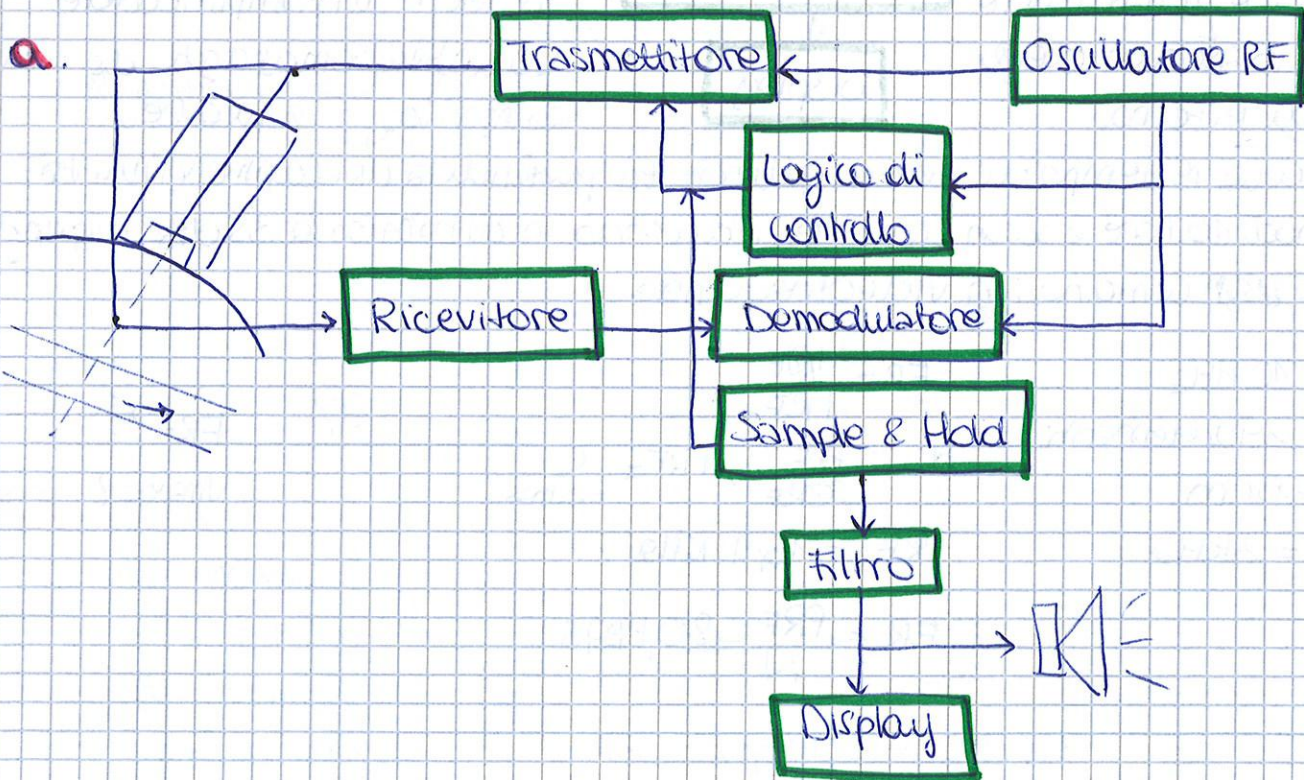 a.
Trasmettitore
Oscillatore RF
Logica di
controllo
Ricevitore
Demodulatore
Sample & Hold
Filtro
Display